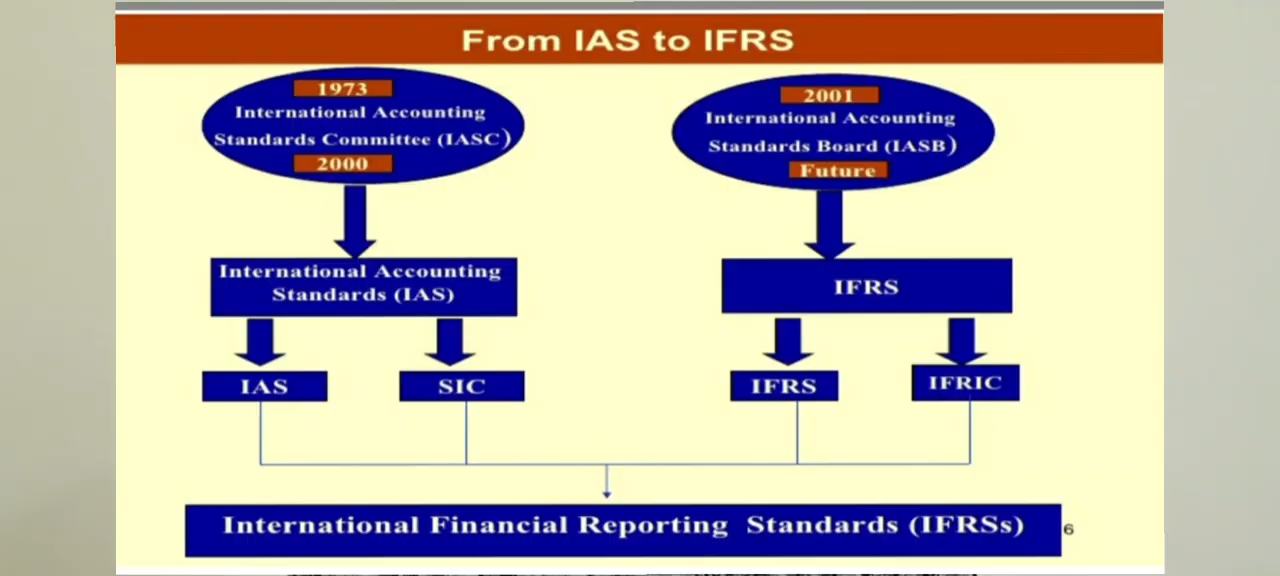 From IAS to IFRS
1973
International Accounting
Standards Committee (IASC)
2000
2001
International Accounting
Standards Board (IASB)
Future
International Accounting
Standards (IAS)
IFRS
IAS
SIC
IFRS
IFRIC
International Financial Reporting Standards (IFRSs)
6